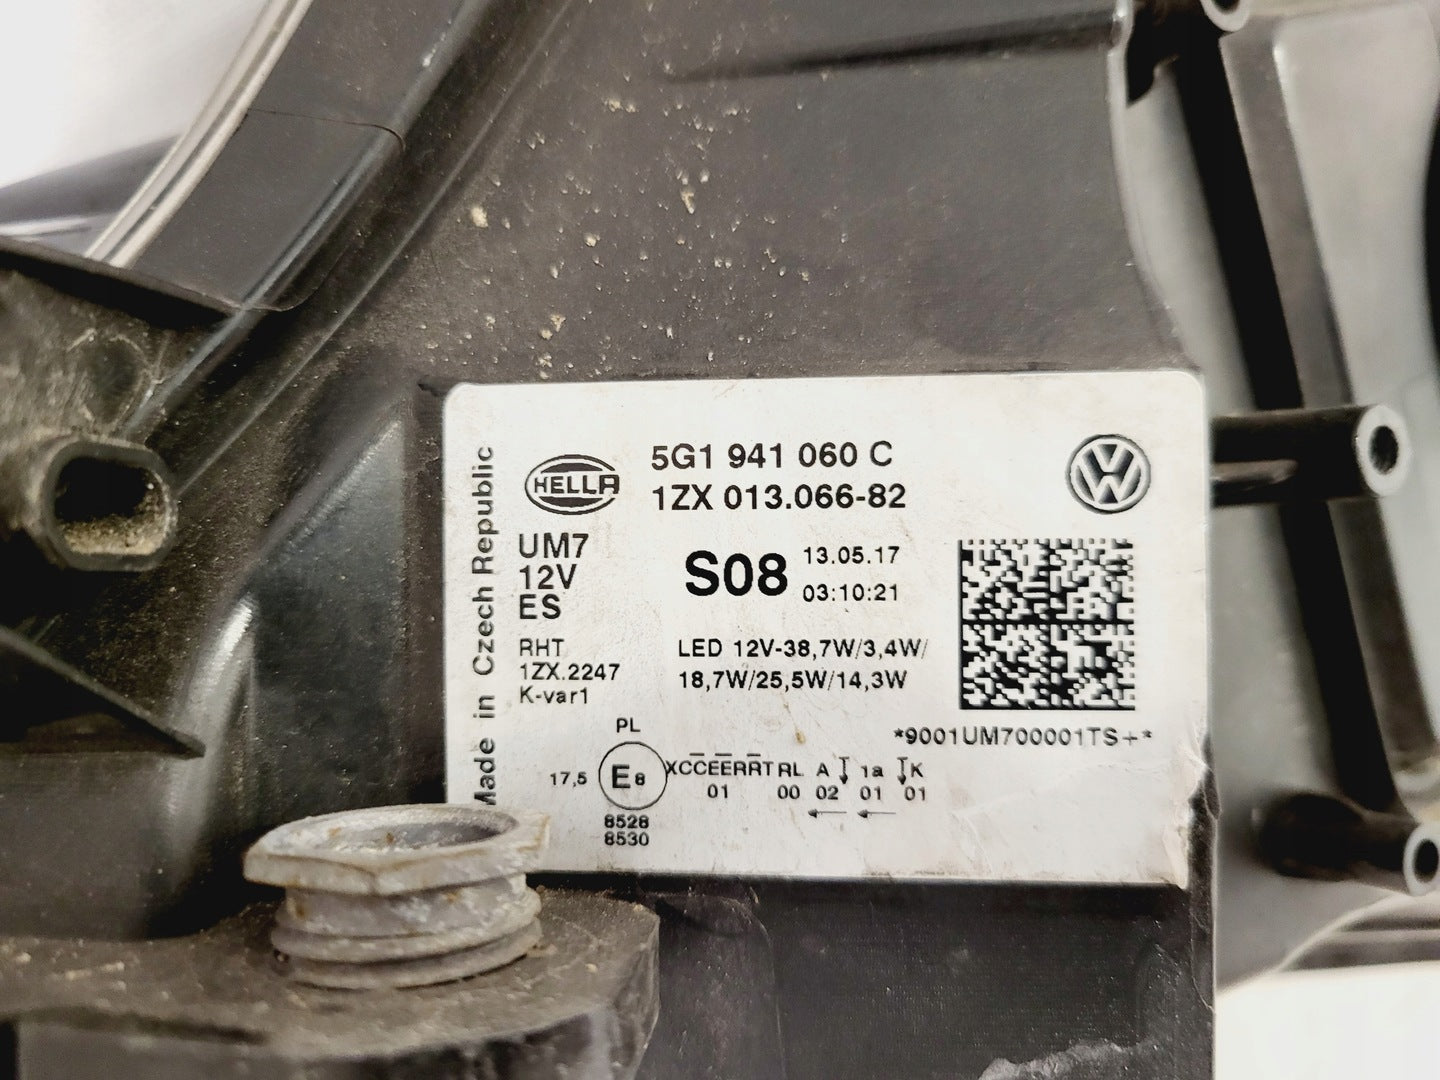 Made in Czech Republic
HELLA
5G1 941 060 C
1ZX 013.066-82
UM7
12V
ES
S08
13.05.17
03:10:21
RHT
1ZX.2247
K-var1
LED 12V-38,7W/3,4W/
18,7W/25,5W/14,3W
*9001UM700001TS+*
PL
17,5 E8 XCCEERRT RL A 1a K
01 00 02 01 01
8528
8530